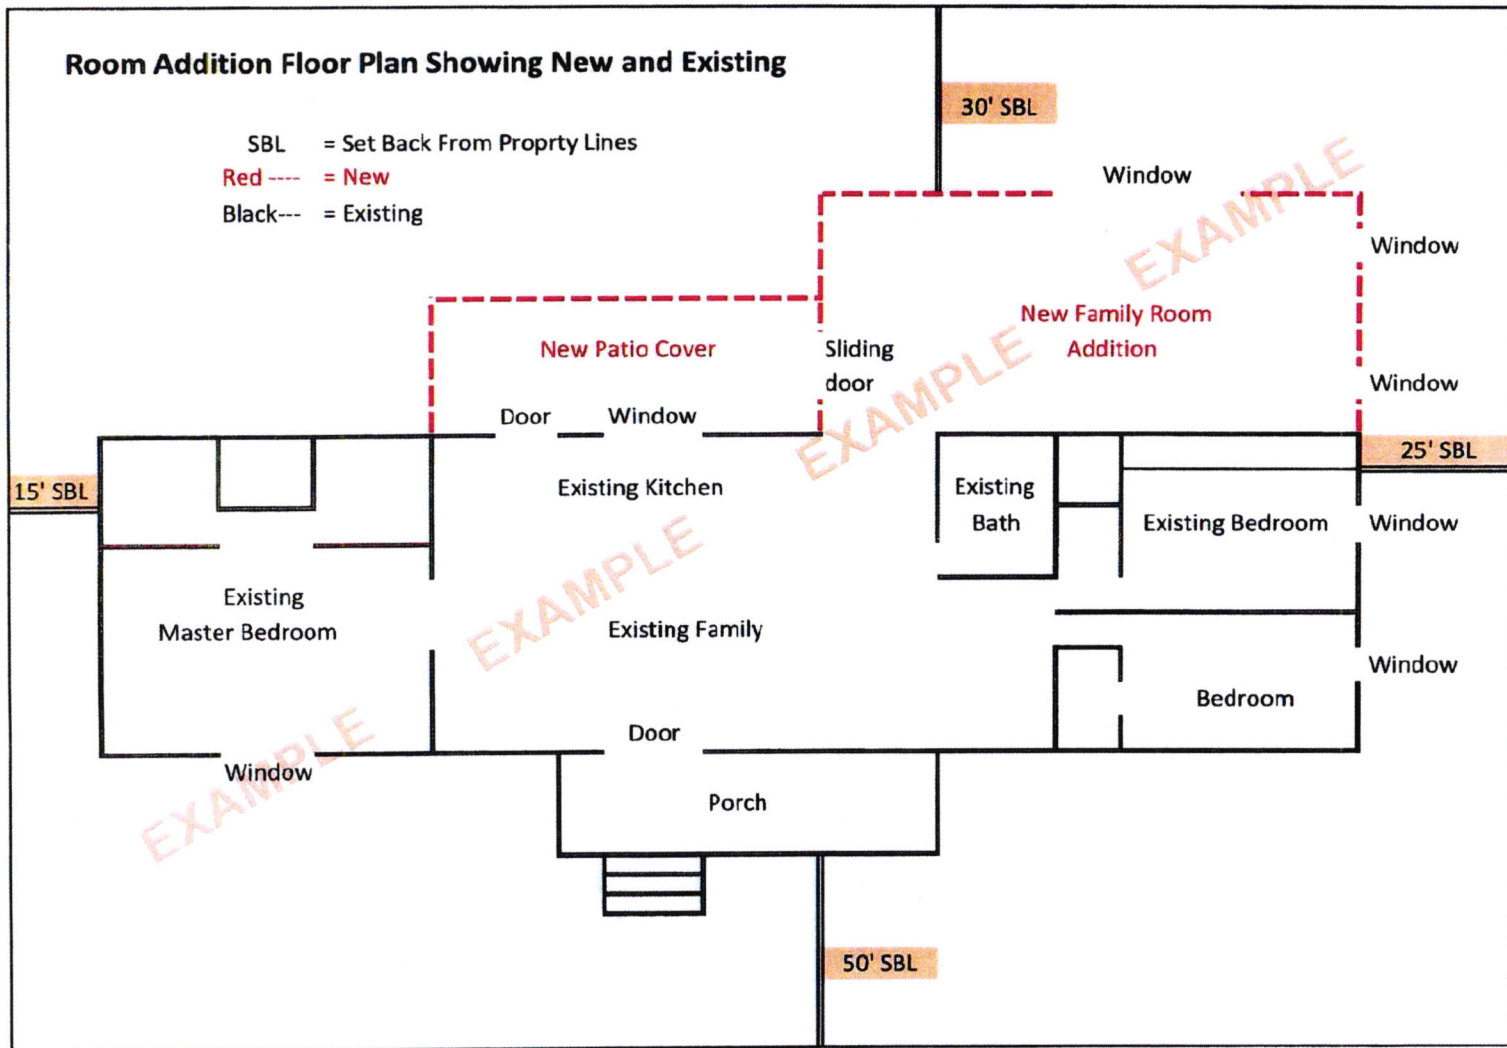 Room Addition Floor Plan Showing New and Existing
30' SBL
SBL = Set Back From Proprty Lines
Red ---- = New
Black--- = Existing
Window
EXAMPLE
Window
New Family Room
Addition
New Patio Cover
Sliding
door
EXAMPLE
Window
Door
Window
15' SBL
Existing Kitchen
Existing
Bath
25' SBL
Existing Bedroom
Window
EXAMPLE
Existing
Master Bedroom
Existing Family
Window
Bedroom
Door
Window
EXAMPLE
Porch
50' SBL